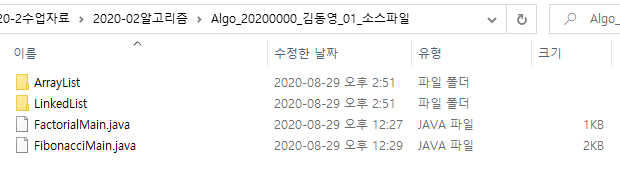 20-2수업자료 > 2020-02알고리즘 > Algo_20200000_김동영_01_소스파일 Algo_
이름 수정한 날짜 유형 크기
ArrayList 2020-08-29 오후 2:51 파일 폴더
LinkedList 2020-08-29 오후 2:51 파일 폴더
FactorialMain.java 2020-08-29 오후 12:27 JAVA 파일 1KB
FibonacciMain.java 2020-08-29 오후 12:29 JAVA 파일 2KB